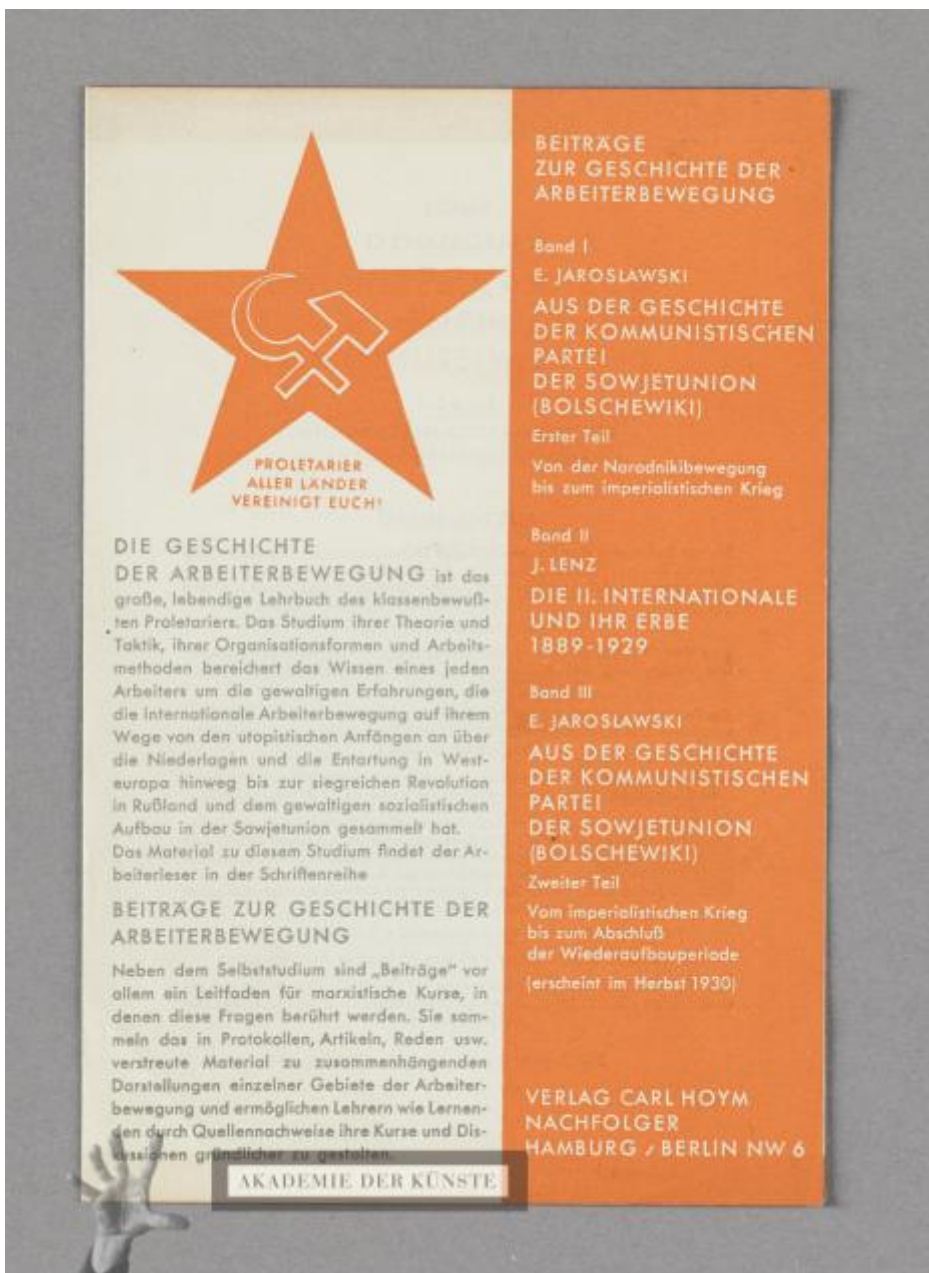 PROLETARIER
ALLER LÄNDER
VEREINIGT EUCH!
DIE GESCHICHTE
DER ARBEITERBEWEGUNG ist das
große, lebendige Lehrbuch des klassenbewuß-
ten Proletariers. Das Studium ihrer Theorie und
Taktik, ihrer Organisationsformen und Arbeits-
methoden bereichert das Wissen eines jeden
Arbeiters um die gewaltigen Erfahrungen, die
die internationale Arbeiterbewegung auf ihrem
Wege von den utopistischen Anfängen an über
die Niederlagen und die Entartung in West-
europa hinweg bis zur siegreichen Revolution
in Rußland und dem gewaltigen sozialistischen
Aufbau in der Sowjetunion gesammelt hat.
Das Material zu diesem Studium findet der Ar-
beiterleser in der Schriftenreihe
BEITRÄGE ZUR GESCHICHTE DER
ARBEITERBEWEGUNG
Neben dem Selbststudium sind „Beiträge" vor
allem ein Leitfaden für marxistische Kurse, in
denen diese Fragen berührt werden. Sie sam-
meln das in Protokollen, Artikeln, Reden usw.
verstreute Material zu zusammenhängenden
Darstellungen einzelner Gebiete der Arbeiter-
bewegung und ermöglichen Lehrern wie Lernen-
den durch Quellennachweise ihre Kurse und Dis-
kussionen gründlicher zu gestalten.
BEITRÄGE
ZUR GESCHICHTE DER
ARBEITERBEWEGUNG
Band I
E. JAROSLAWSKI
AUS DER GESCHICHTE
DER KOMMUNISTISCHEN
PARTEI
DER SOWJETUNION
(BOLSCHEWIKI)
Erster Teil
Von der Narodnikibewegung
bis zum imperialistischen Krieg
Band II
J. LENZ
DIE II. INTERNATIONALE
UND IHR ERBE
1889-1929
Band III
E. JAROSLAWSKI
AUS DER GESCHICHTE
DER KOMMUNISTISCHEN
PARTEI
DER SOWJETUNION
(BOLSCHEWIKI)
Zweiter Teil
Vom imperialistischen Krieg
bis zum Abschluß
der Wiederaufbauperiode
(erscheint im Herbst 1930)
VERLAG CARL HOYM
NACHFOLGER
HAMBURG / BERLIN NW 6
AKADEMIE DER KÜNSTE